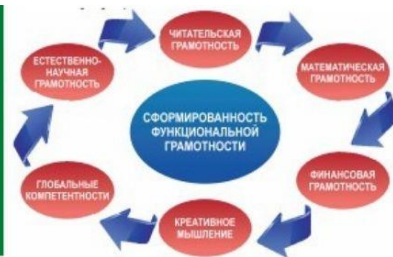 ЧИТАТЕЛЬСКАЯ
ГРАМОТНОСТЬ
МАТЕМАТИЧЕСКАЯ
ГРАМОТНОСТЬ
ФИНАНСОВАЯ
ГРАМОТНОСТЬ
КРЕАТИВНОЕ
МЫШЛЕНИЕ
ГЛОБАЛЬНЫЕ
КОМПЕТЕНТНОСТИ
ЕСТЕСТВЕННО-
НАУЧНАЯ
ГРАМОТНОСТЬ
СФОРМИРОВАННОСТЬ
ФУНКЦИОНАЛЬНОЙ
ГРАМОТНОСТИ